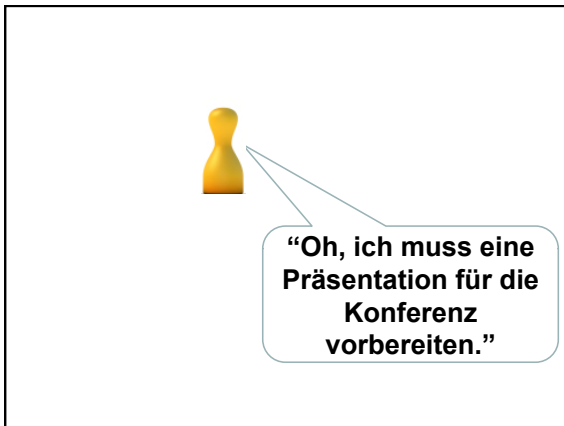 “Oh, ich muss eine
Präsentation für die
Konferenz
vorbereiten.”